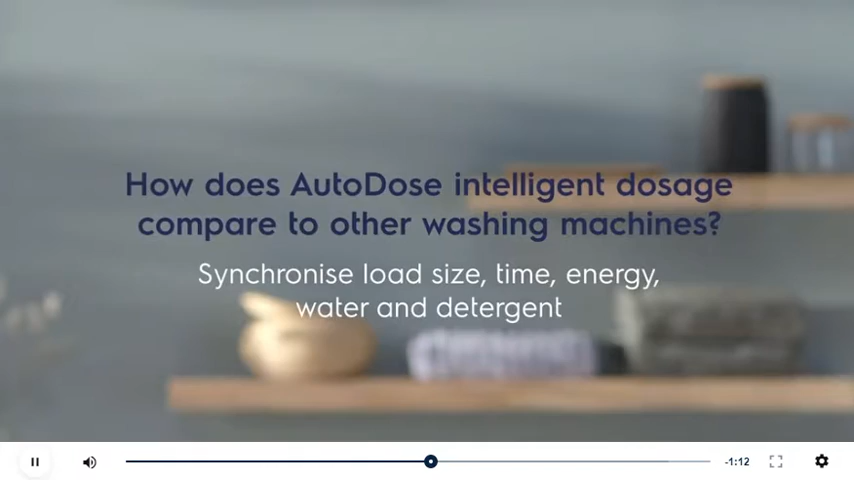 How does AutoDose intelligent dosage
compare to other washing machines?
Synchronise load size, time, energy,
water and detergent
-1:12